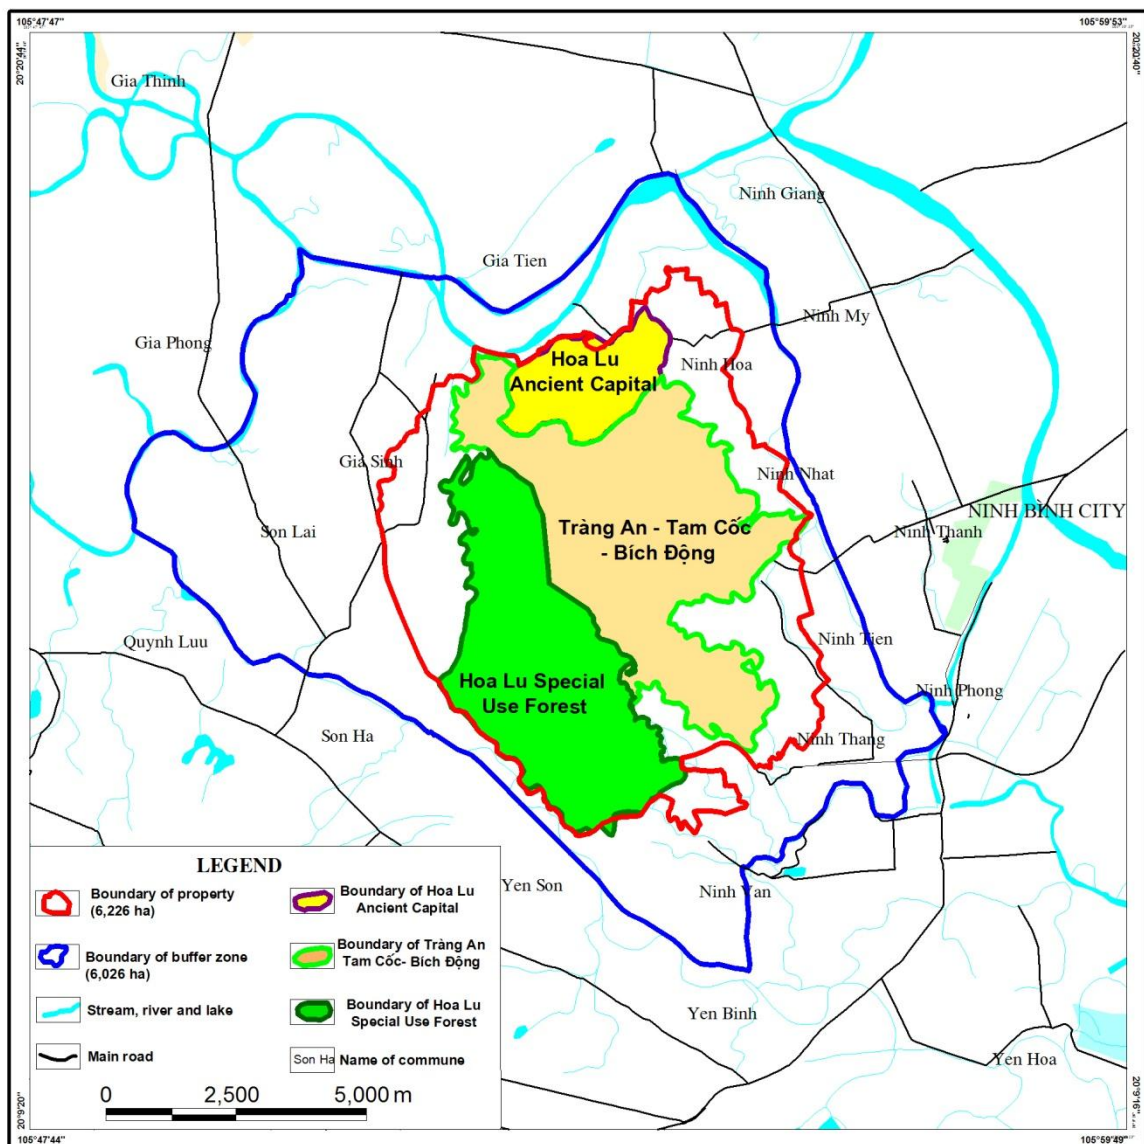 105°47'47"
105°59'53"
20°20'44"
20°20'40"
Gia Thinh
Ninh Giang
Gia Tien
Ninh My
Gia Phong
Hoa Lu
Ancient Capital
Ninh Hoa
Gia Sinh
Ninh Nhat
NINH BÌNH CITY
Son Lai
Tràng An - Tam Cốc
- Bích Động
Ninh Thanh
Quynh Luu
Ninh Tien
Hoa Lu Special
Use Forest
Ninh Phong
Son Ha
Ninh Thang
Yen Son
Ninh Van
Yen Binh
Yen Hoa
LEGEND
Boundary of property
(6,226 ha)
Boundary of buffer zone
(6,026 ha)
Stream, river and lake
Main road
Boundary of Hoa Lu
Ancient Capital
Boundary of Tràng An
Tam Cốc- Bích Động
Boundary of Hoa Lu
Special Use Forest
Son Ha Name of commune
0 2,500 5,000 m
20°9'20"
20°9'16"
105°47'44"
105°59'49"